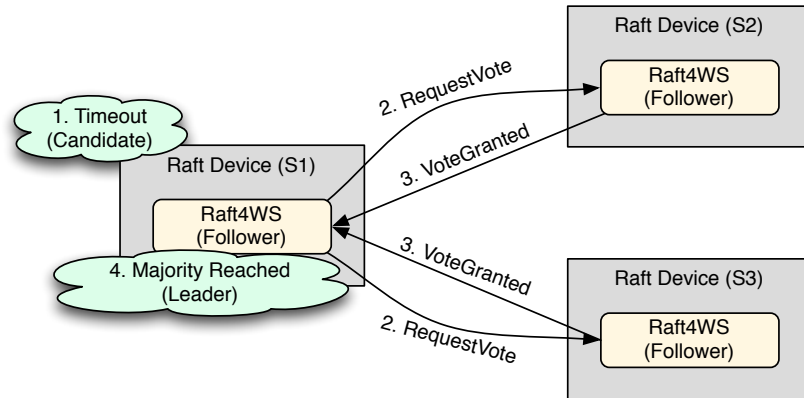 Raft Device (S2)
Raft4WS
(Follower)
2. RequestVote
3. VoteGranted
1. Timeout
(Candidate)
Raft Device (S1)
Raft4WS
(Follower)
4. Majority Reached
(Leader)
3. VoteGranted
2. RequestVote
Raft Device (S3)
Raft4WS
(Follower)